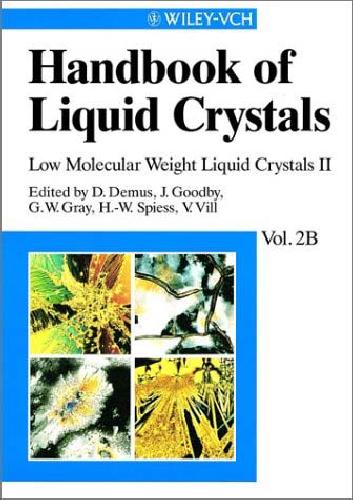 WILEY-VCH
Handbook of
Liquid Crystals
Low Molecular Weight Liquid Crystals II
Edited by D. Demus, J. Goodby,
G. W. Gray, H.-W. Spiess, V. Vill
Vol. 2B